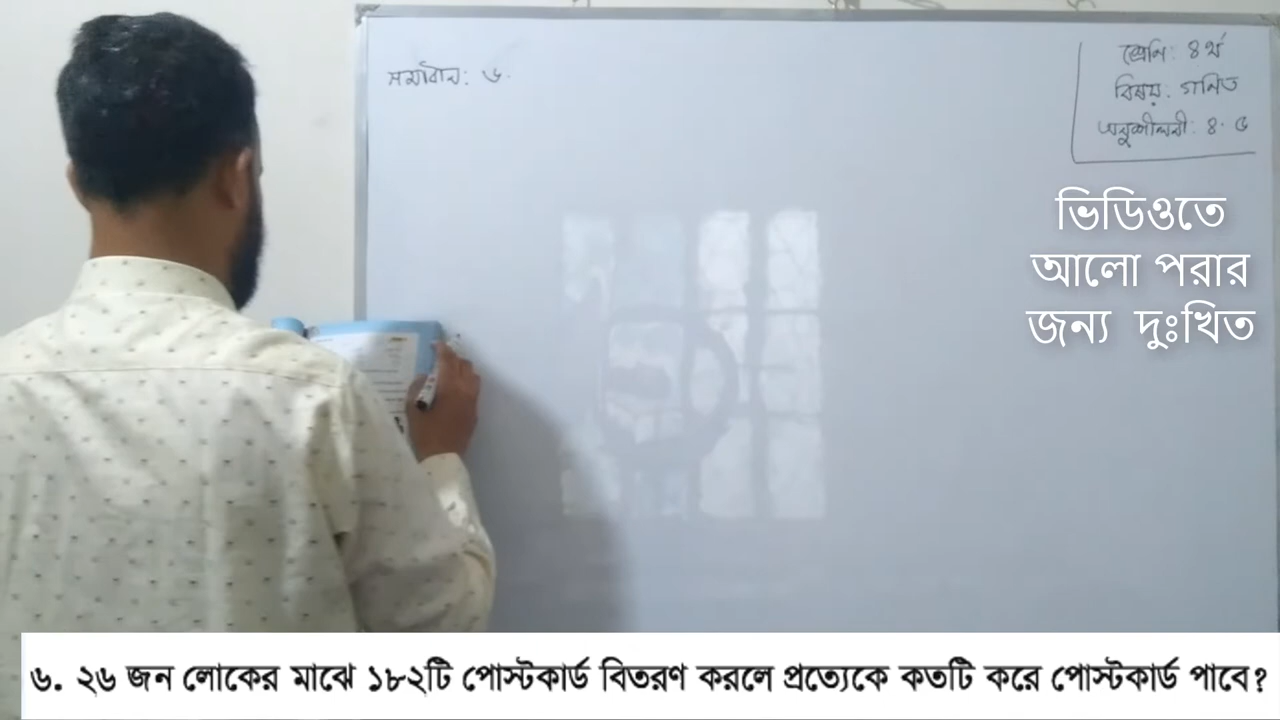 সমাধান: ৬.
শ্রেণি: ৪র্থ
বিষয়: গনিত
অনুশীলনী: ৪.৫
ভিডিওতে
আলো পরার
জন্য দুঃখিত
৬. ২৬ জন লোকের মাঝে ১৮২টি পোস্টকার্ড বিতরণ করলে প্রত্যেকে কতটি করে পোস্টকার্ড পাবে?